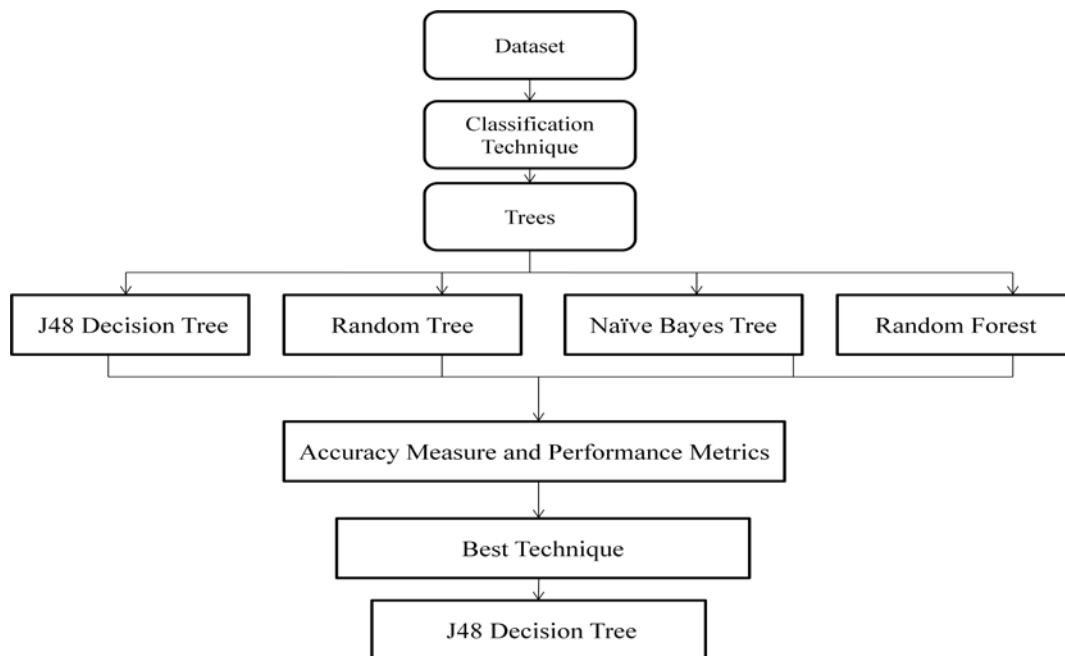 Dataset
Classification
Technique
Trees
J48 Decision Tree
Random Tree
Naïve Bayes Tree
Random Forest
Accuracy Measure and Performance Metrics
Best Technique
J48 Decision Tree